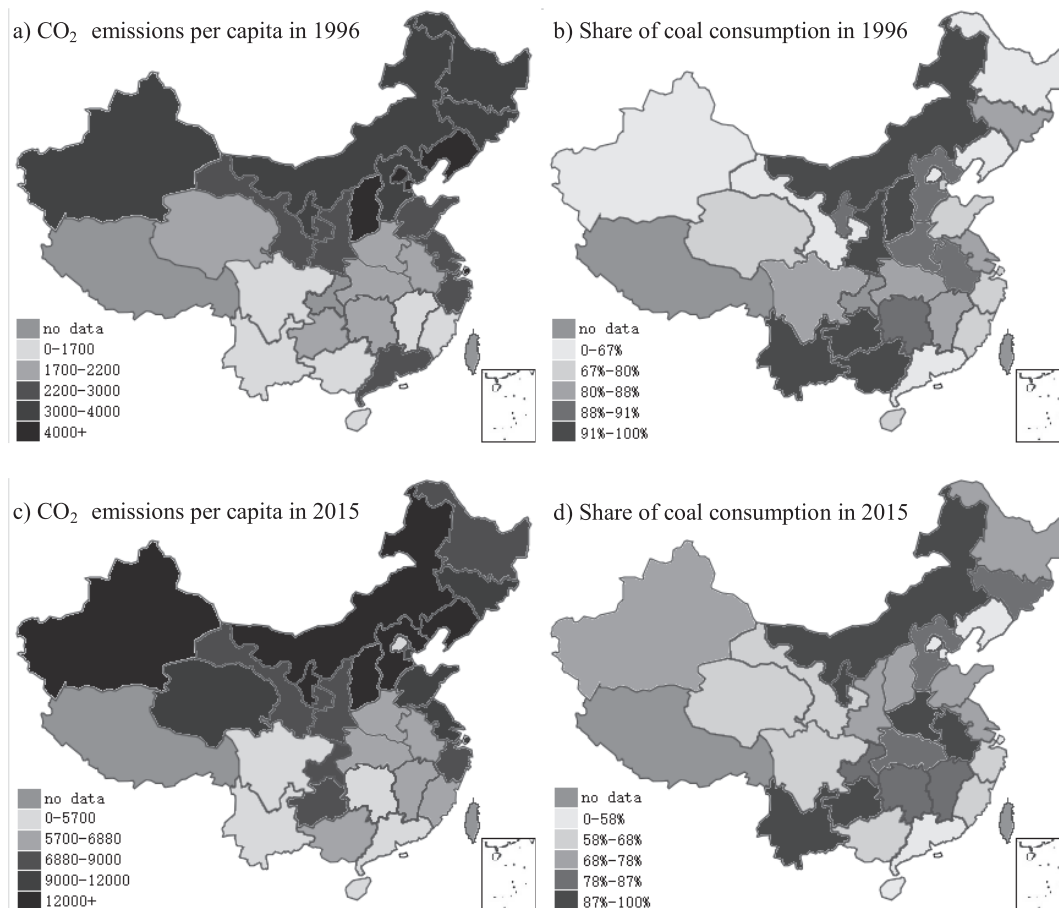 a) CO₂ emissions per capita in 1996
no data
0-1700
1700-2200
2200-3000
3000-4000
4000+
b) Share of coal consumption in 1996
no data
0-67%
67%-80%
80%-88%
88%-91%
91%-100%
c) CO₂ emissions per capita in 2015
no data
0-5700
5700-6880
6880-9000
9000-12000
12000+
d) Share of coal consumption in 2015
no data
0-58%
58%-68%
68%-78%
78%-87%
87%-100%